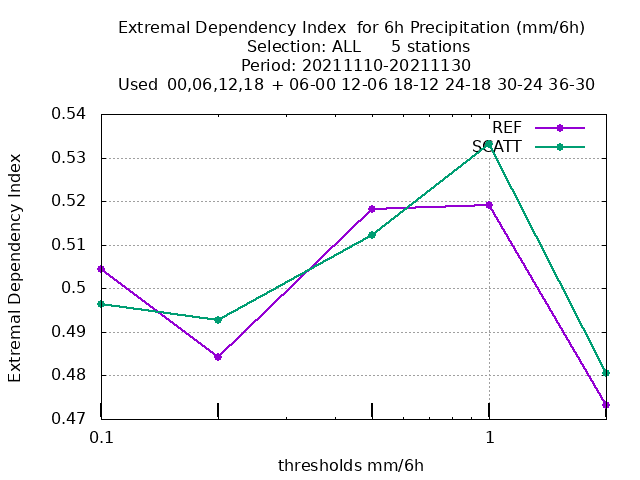 Extremal Dependency Index  for 6h Precipitation (mm/6h)
Selection: ALL      5 stations
Period: 20211110-20211130
Used  00,06,12,18  + 06-00 12-06 18-12 24-18 30-24 36-30
REF
SCATT
0.54
0.53
0.52
0.51
0.5
0.49
0.48
0.47
Extremal Dependency Index
0.1
1
thresholds mm/6h